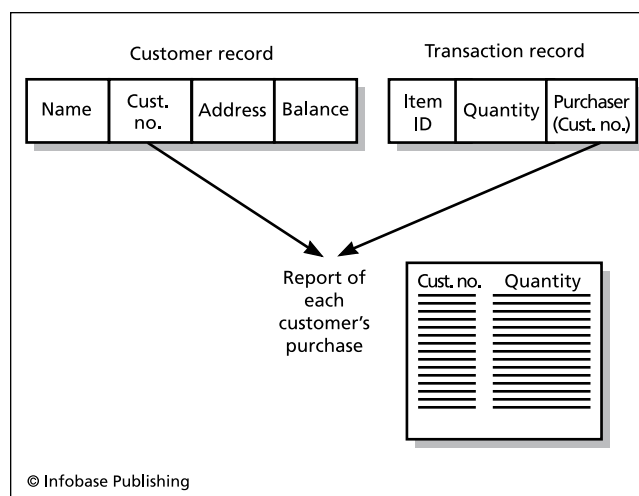 Customer record
Transaction record
Name
Cust.
no.
Address
Balance
Item
ID
Quantity
Purchaser
(Cust. no.)
Report of
each
customer's
purchase
Cust. no.
Quantity
© Infobase Publishing